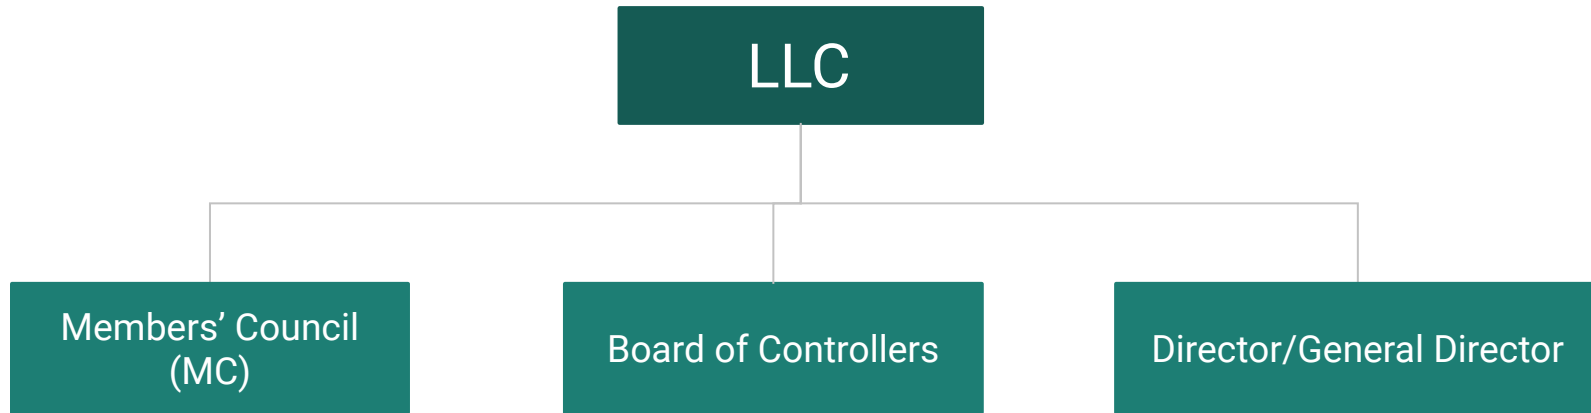 LLC
Members’ Council
(MC)
Board of Controllers
Director/General Director